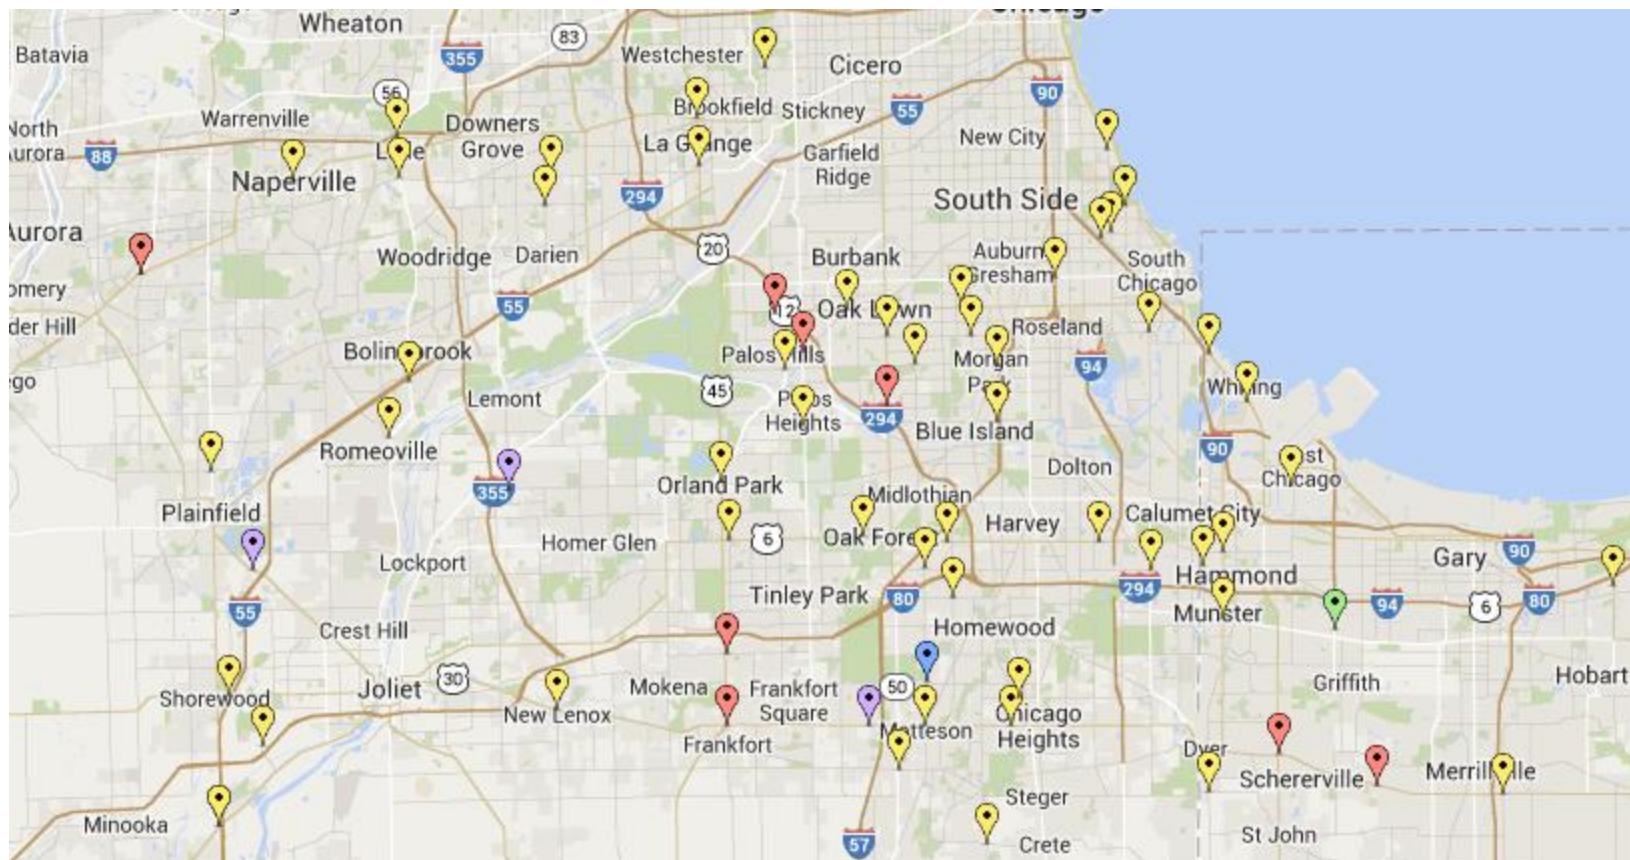 Chicago
Wheaton
83
Batavia
355
Westchester
Cicero
56
90
Brookfield
Stickney
55
Warrenville
Downers
Grove
North
Aurora
88
New City
La Grange
Garfield
Ridge
Lisle
Naperville
294
South Side
Aurora
20
Woodridge
Darien
Burbank
Auburn
Gresham
South
Chicago
omery
55
12
Oak Lawn
der Hill
Roseland
Bolingbrook
Palos Hills
Morgan
Park
94
ego
45
Whiting
Lemont
Palos
Heights
294
Blue Island
90
Romeoville
Dolton
East
Chicago
355
Orland Park
Midlothian
Plainfield
Harvey
Calumet City
6
Oak Forest
Homer Glen
90
Gary
Lockport
Hammond
Tinley Park
80
294
94
6
80
55
Munster
Crest Hill
Homewood
30
Joliet
Shorewood
Mokena
Frankfort
Square
50
Griffith
Hobart
New Lenox
Matteson
Chicago
Heights
Frankfort
Dyer
Schererville
Merrillville
Steger
Minooka
57
Crete
St John